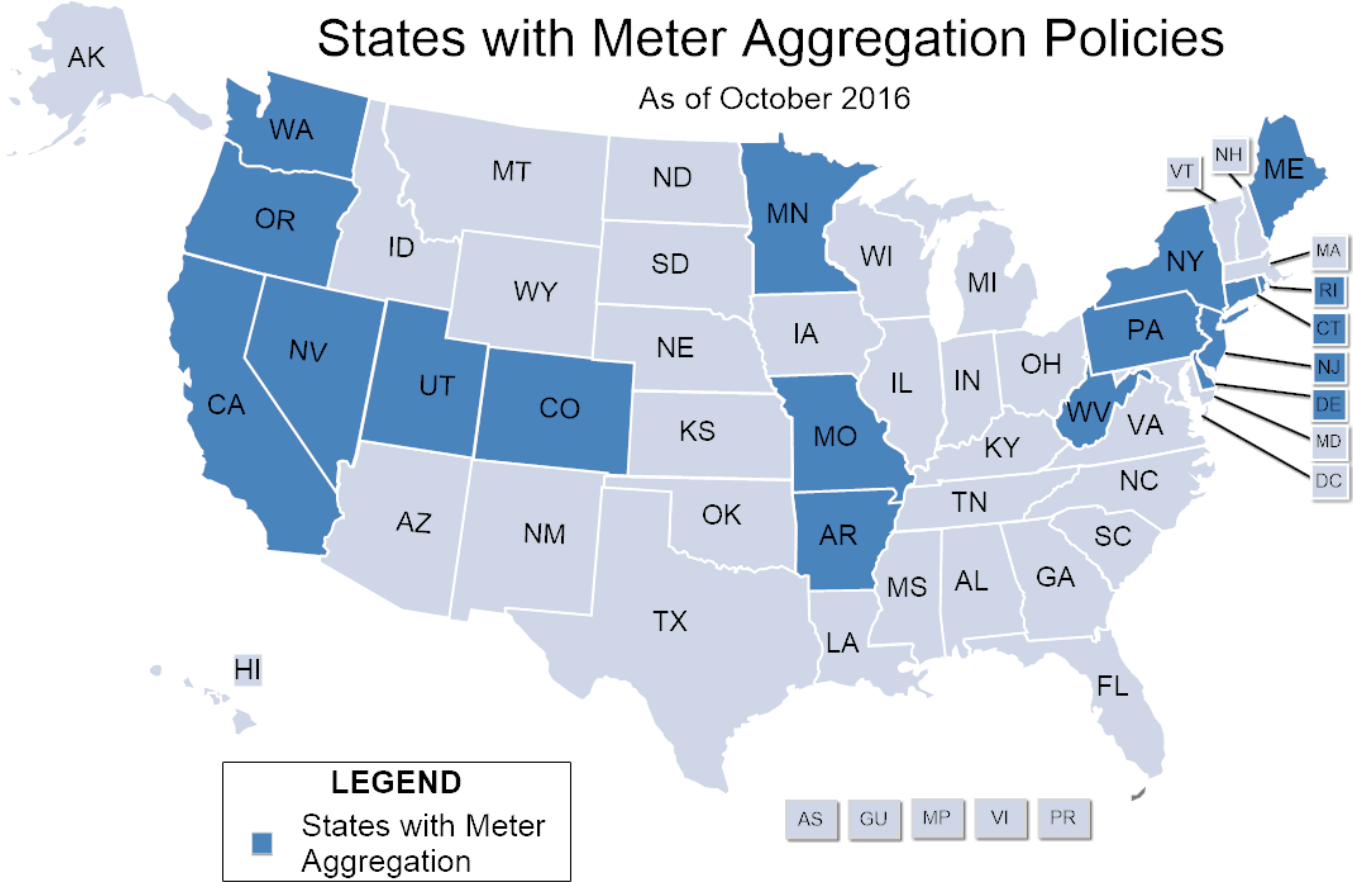 States with Meter Aggregation Policies
As of October 2016
AK
WA
MT
ND
MN
VT
NH
ME
OR
ID
SD
WI
MI
NY
MA
WY
RI
CT
NV
UT
NE
IA
PA
NJ
CA
CO
IL
IN
OH
DE
KS
MO
WV
VA
MD
KY
DC
AZ
NM
OK
AR
TN
NC
SC
MS
AL
GA
TX
LA
HI
FL
LEGEND
States with Meter
Aggregation
AS
GU
MP
VI
PR